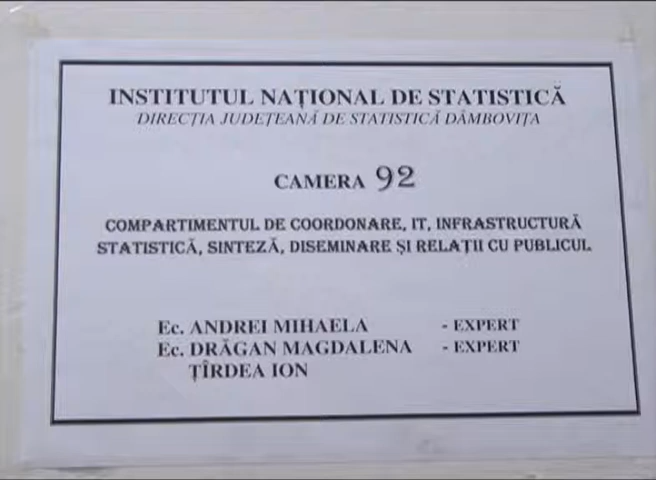 INSTITUTUL NAȚIONAL DE STATISTICĂ
DIRECȚIA JUDEȚEANĂ DE STATISTICĂ DÂMBOVIȚA
CAMERA 92
COMPARTIMENTUL DE COORDONARE, IT, INFRASTRUCTURĂ
STATISTICĂ, SINTEZĂ, DISEMINARE ȘI RELAȚII CU PUBLICUL
Ec. ANDREI MIHAELA - EXPERT
Ec. DRĂGAN MAGDALENA - EXPERT
ȚÎRDEA ION